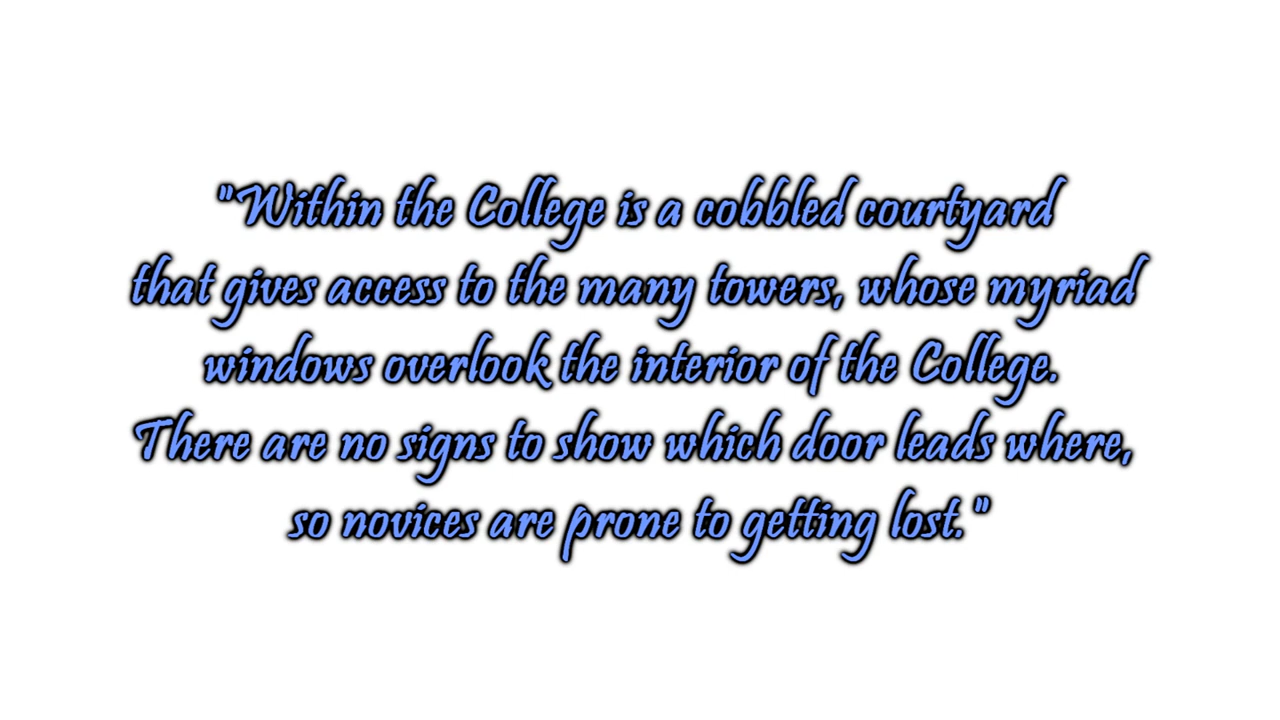 "Within the College is a cobbled courtyard
that gives access to the many towers, whose myriad
windows overlook the interior of the College.
There are no signs to show which door leads where,
so novices are prone to getting lost."